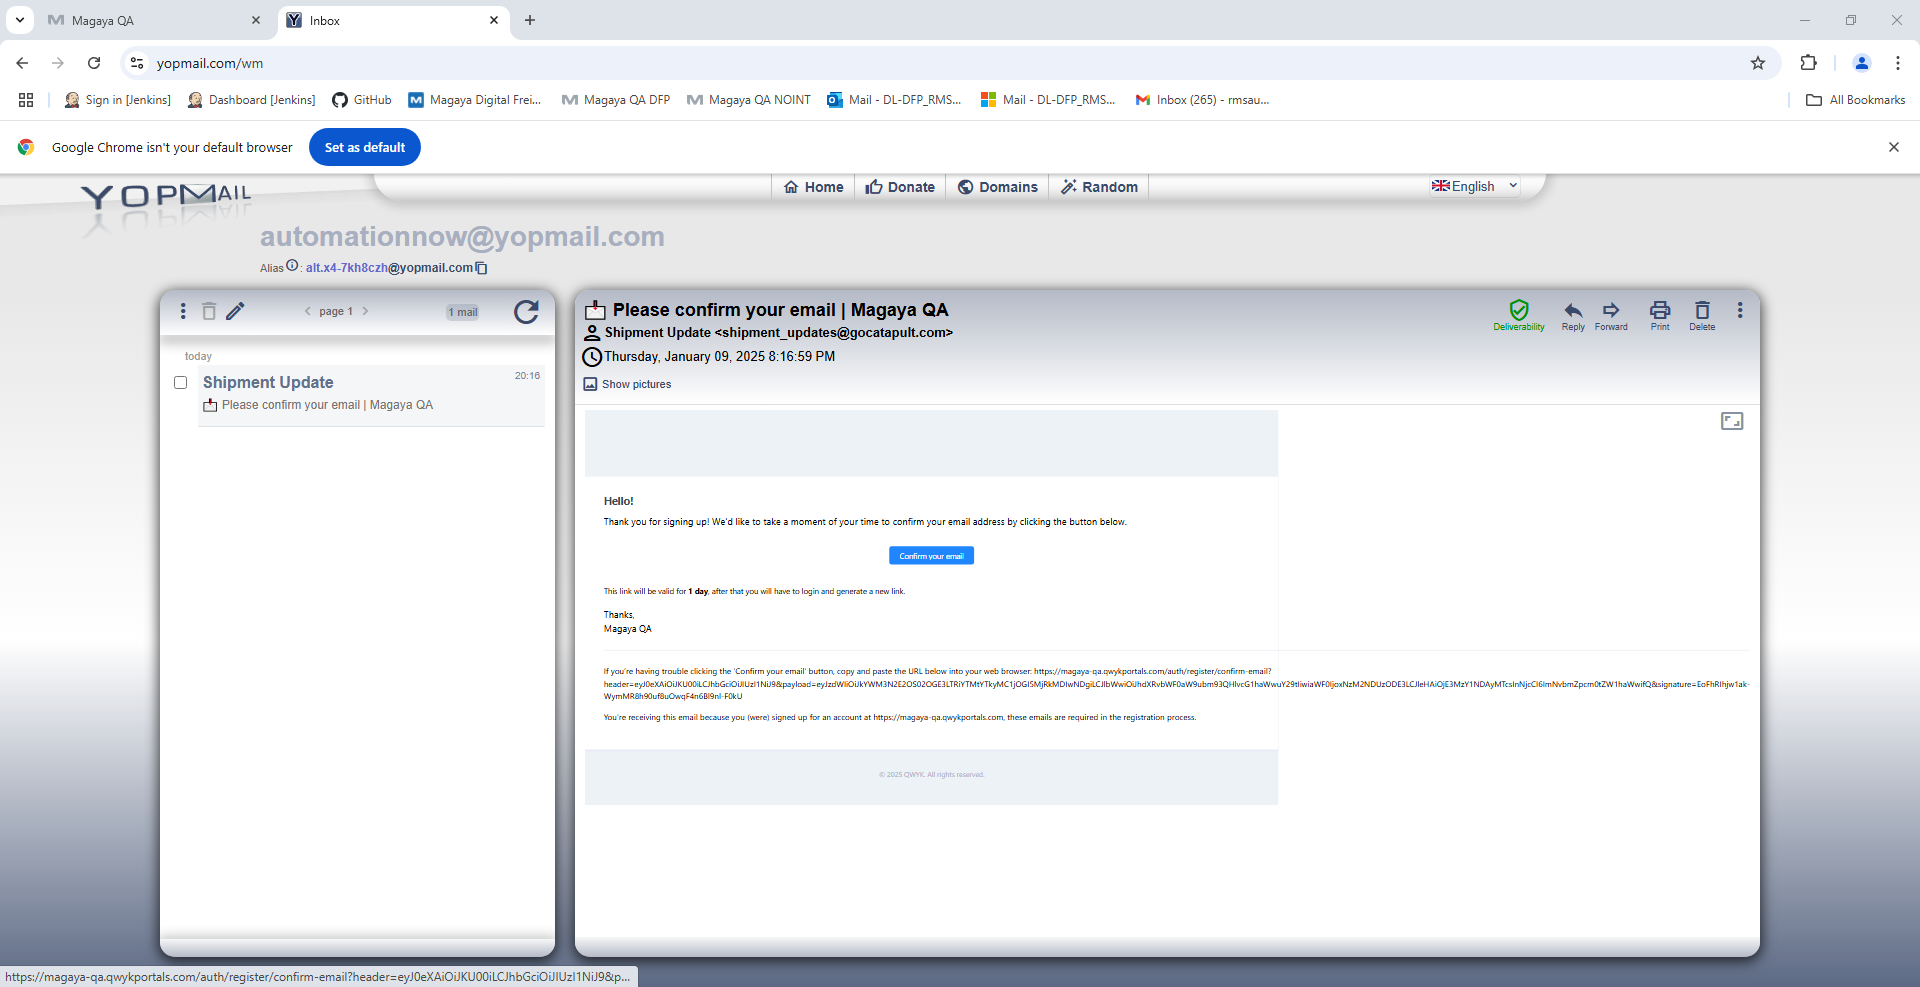 Magaya QA
Inbox
yopmail.com/wm
Sign in [Jenkins]
Dashboard [Jenkins]
GitHub
Magaya Digital Frei...
Magaya QA DFP
Magaya QA NOINT
Mail - DL-DFP_RMS...
Mail - DL-DFP_RMS...
Inbox (265) - rmsau...
All Bookmarks
Google Chrome isn't your default browser
Set as default
YOPMAIL
Home
Donate
Domains
Random
English
automationnow@yopmail.com
Alias : alt.x4-7kh8czh@yopmail.com
page 1
1 mail
today
Shipment Update
20:16
Please confirm your email | Magaya QA
Please confirm your email | Magaya QA
Shipment Update <shipment_updates@gocatapult.com>
Thursday, January 09, 2025 8:16:59 PM
Show pictures
Deliverability
Reply
Forward
Print
Delete
Hello!
Thank you for signing up! We'd like to take a moment of your time to confirm your email address by clicking the button below.
Confirm your email
This link will be valid for 1 day, after that you will have to login and generate a new link.
Thanks,
Magaya QA
If you're having trouble clicking the 'Confirm your email' button, copy and paste the URL below into your web browser: https://magaya-qa.qwykportals.com/auth/register/confirm-email?
You're receiving this email because you (were) signed up for an account at https://magaya-qa.qwykportals.com, these emails are required in the registration process.
© 2025 QWYK. All rights reserved.
https://magaya-qa.qwykportals.com/auth/register/confirm-email?header=eyJ0eXAiOiJKU00iLCJhbGciOiJIUzI1NiJ9&p...